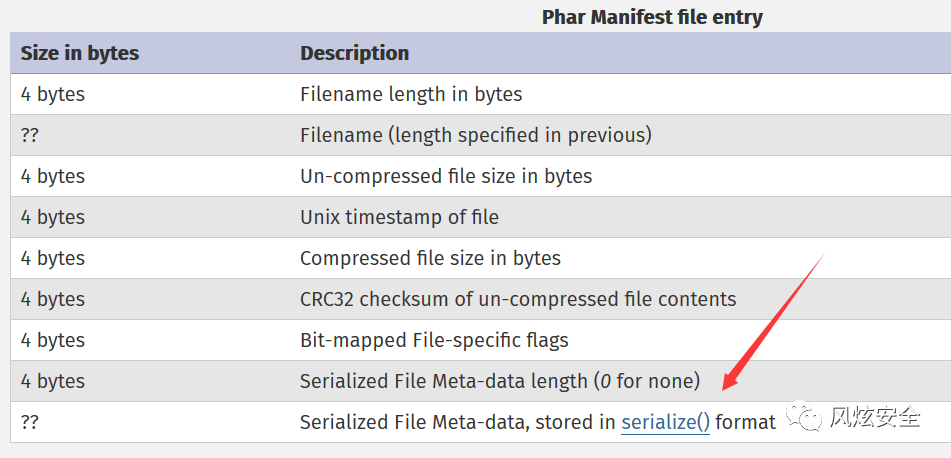 Phar Manifest file entry
Size in bytes Description
4 bytes Filename length in bytes
?? Filename (length specified in previous)
4 bytes Un-compressed file size in bytes
4 bytes Unix timestamp of file
4 bytes Compressed file size in bytes
4 bytes CRC32 checksum of un-compressed file contents
4 bytes Bit-mapped File-specific flags
4 bytes Serialized File Meta-data length (0 for none)
?? Serialized File Meta-data, stored in serialize() format
风炫安全